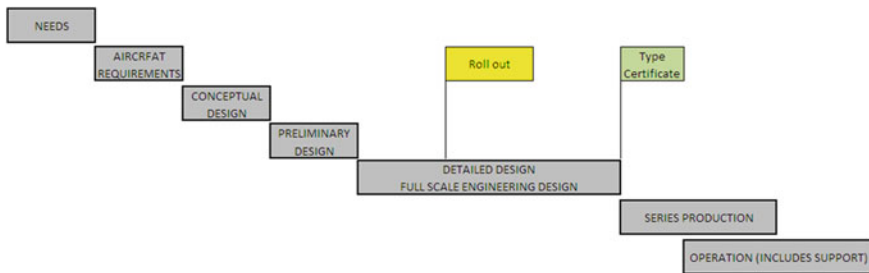 NEEDS
AIRCRFAT
REQUIREMENTS
CONCEPTUAL
DESIGN
PRELIMINARY
DESIGN
Roll out
Type
Certificate
DETAILED DESIGN
FULL SCALE ENGINEERING DESIGN
SERIES PRODUCTION
OPERATION (INCLUDES SUPPORT)